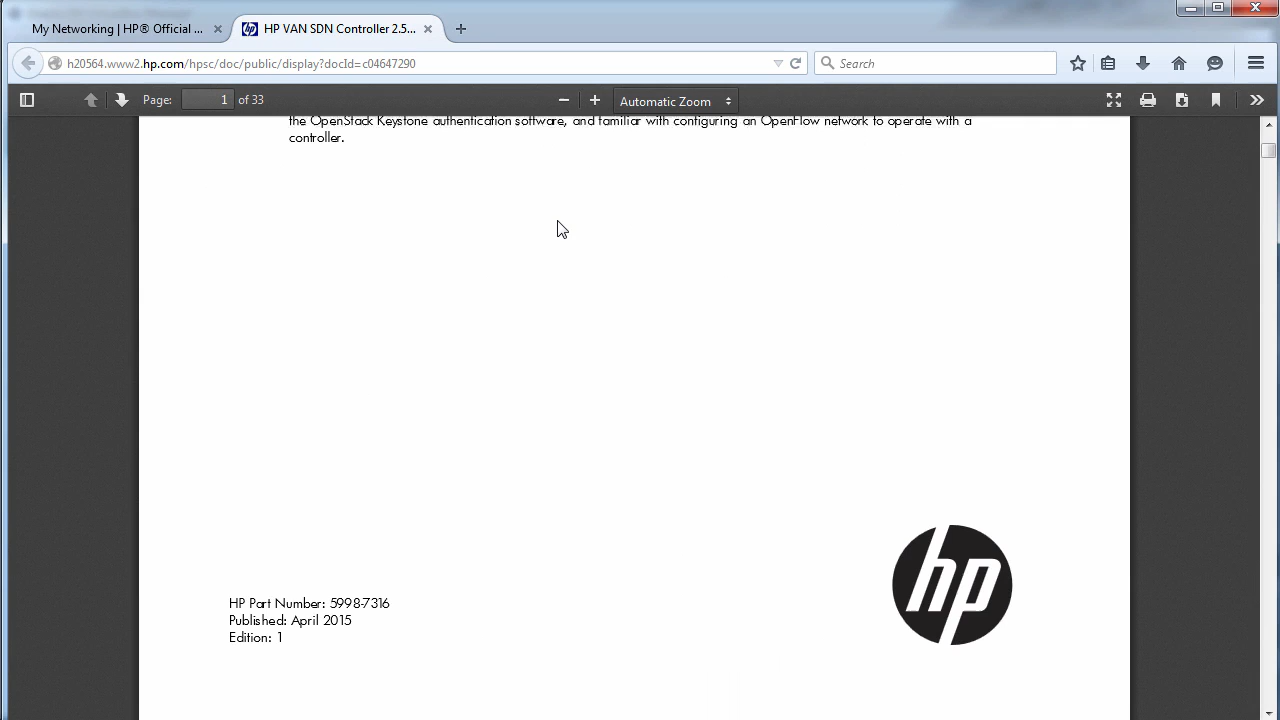 My Networking | HP® Official ...
HP VAN SDN Controller 2.5...
h20564.www2.hp.com/hpsc/doc/public/display?docId=c04647290
Search
Page: 1 of 33
Automatic Zoom
the OpenStack Keystone authentication software, and familiar with configuring an OpenFlow network to operate with a
controller.
hp
HP Part Number: 5998-7316
Published: April 2015
Edition: 1